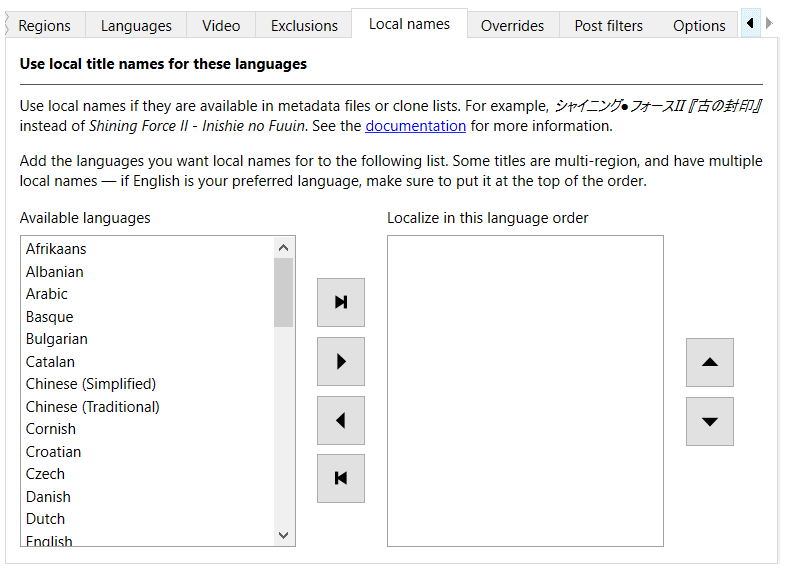 Regions Languages Video Exclusions Local names Overrides Post filters Options
Use local title names for these languages
Use local names if they are available in metadata files or clone lists. For example, シャイニング●フォースII『古の封印』
instead of Shining Force II - Inishie no Fuuin. See the documentation for more information.
Add the languages you want local names for to the following list. Some titles are multi-region, and have multiple
local names — if English is your preferred language, make sure to put it at the top of the order.
Available languages
Localize in this language order
Afrikaans
Albanian
Arabic
Basque
Bulgarian
Catalan
Chinese (Simplified)
Chinese (Traditional)
Cornish
Croatian
Czech
Danish
Dutch
English